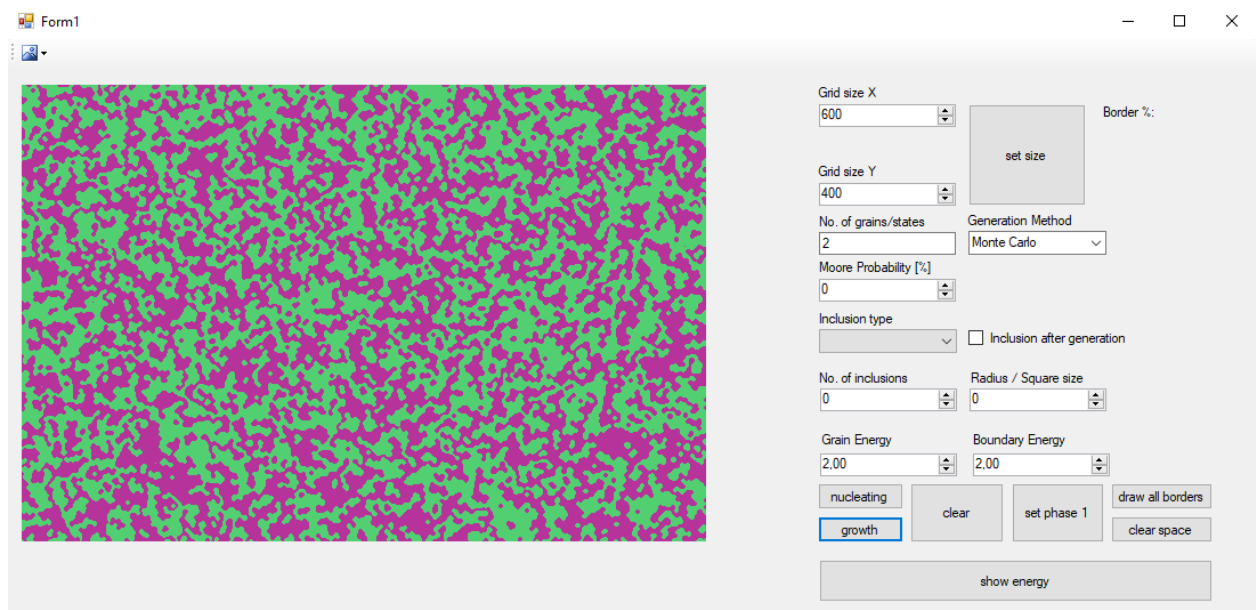 Form1
Grid size X
600
set size
Border %:
Grid size Y
400
No. of grains/states
Generation Method
2
Monte Carlo
Moore Probability [%]
0
Inclusion type
Inclusion after generation
No. of inclusions
Radius / Square size
0
0
Grain Energy
Boundary Energy
2,00
2,00
nucleating
clear
set phase 1
draw all borders
growth
clear space
show energy